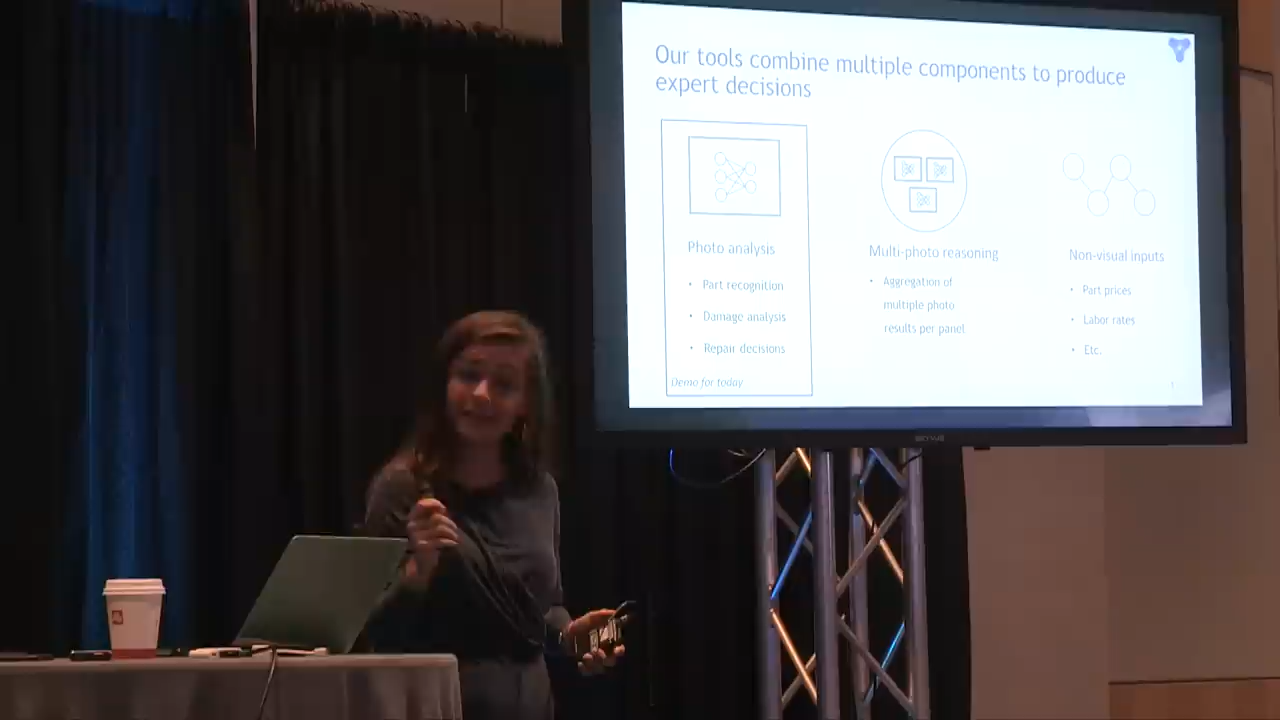 Our tools combine multiple components to produce
expert decisions
Photo analysis
• Part recognition
• Damage analysis
• Repair decisions
Demo for today
Multi-photo reasoning
• Aggregation of
multiple photo
results per panel
Non-visual inputs
• Part prices
• Labor rates
• Etc.